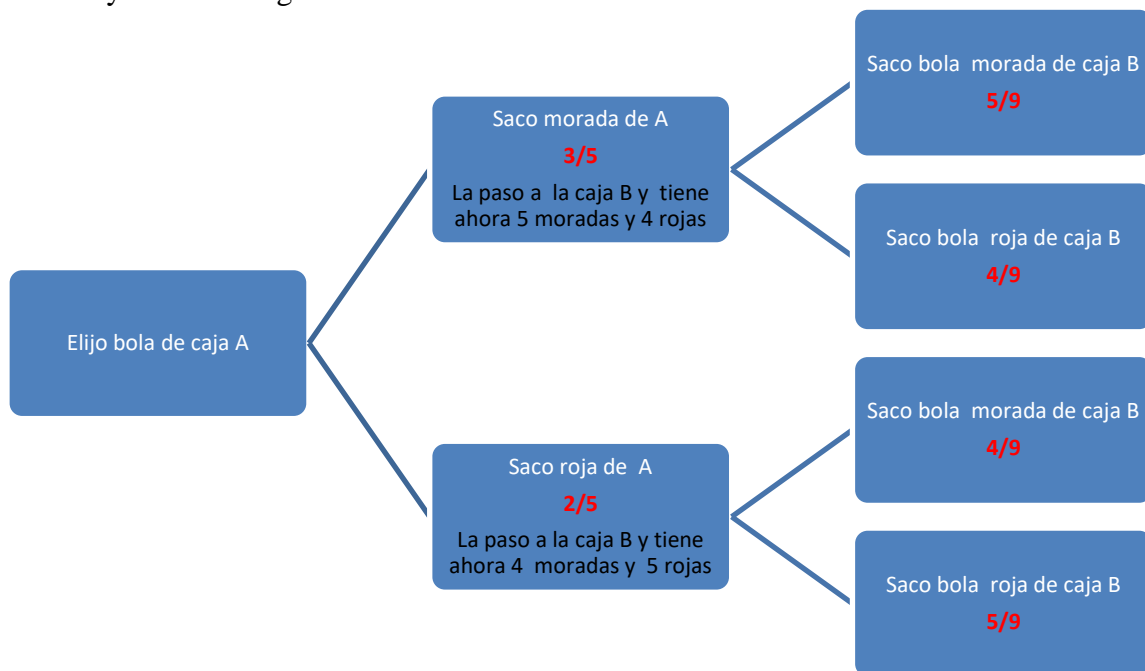 Saco bola morada de caja B
5/9
Saco morada de A
3/5
La paso a la caja B y tiene
ahora 5 moradas y 4 rojas
Saco bola roja de caja B
4/9
Elijo bola de caja A
Saco bola morada de caja B
4/9
Saco roja de A
2/5
La paso a la caja B y tiene
ahora 4 moradas y 5 rojas
Saco bola roja de caja B
5/9